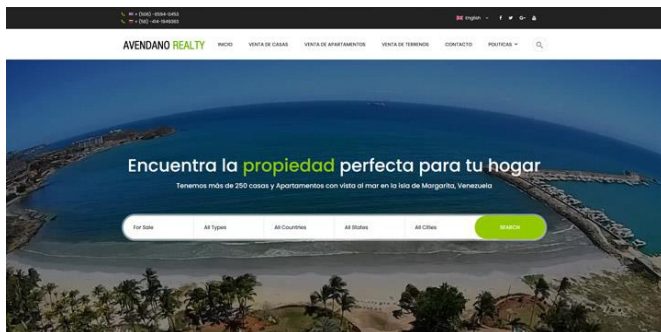 English
AVENDANO REALTY
INICIO
VENTA DE CASAS
VENTA DE APARTAMENTOS
VENTA DE TERRENOS
CONTACTO
POLITICAS
Encuentra la propiedad perfecta para tu hogar
Tenemos más de 250 casas y Apartamentos con vista al mar en la isla de Margarita, Venezuela
For Sale
All Types
All Countries
All States
All Cities
SEARCH